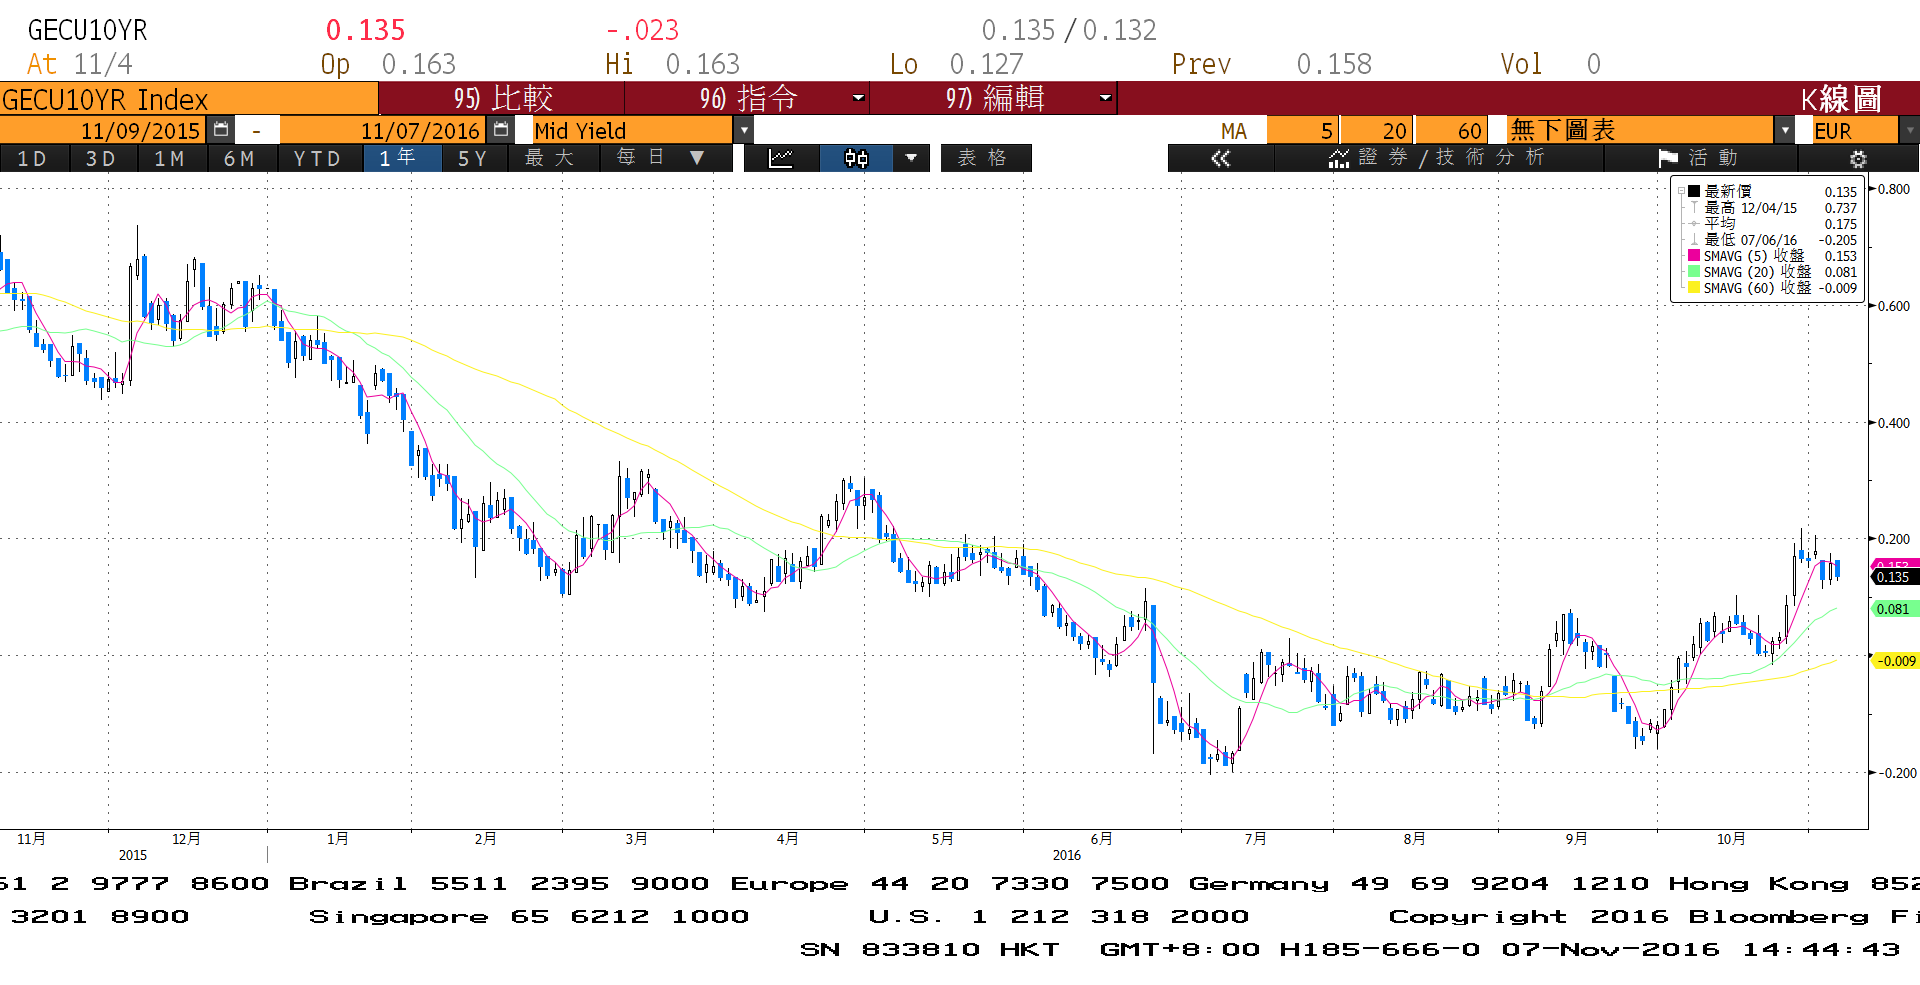 GECU10YR 0.135 -.023 0.135 / 0.132
At 11/4 Op 0.163 Hi 0.163 Lo 0.127 Prev 0.158 Vol 0
GECU10YR Index 95) 比較 96) 指令 97) 編輯 K線圖
11/09/2015 - 11/07/2016 Mid Yield MA 5 20 60 無下圖表 EUR
1D 3D 1M 6M YTD 1年 5Y 最大 每日 ▼ 表格 « 證券/技術分析 活動
最新價 0.135
最高 12/04/15 0.737
平均 0.175
最低 07/06/16 -0.205
SMAVG (5) 收盤 0.153
SMAVG (20) 收盤 0.081
SMAVG (60) 收盤 -0.009
0.800
0.600
0.400
0.200
0.153
0.135
0.081
-0.009
-0.200
11月 12月 1月 2月 3月 4月 5月 6月 7月 8月 9月 10月
2015 2016
61 2 9777 8600 Brazil 5511 2395 9000 Europe 44 20 7330 7500 Germany 49 69 9204 1210 Hong Kong 852
3201 8900 Singapore 65 6212 1000 U.S. 1 212 318 2000 Copyright 2016 Bloomberg Fi
SN 833810 HKT GMT+8:00 H185-666-0 07-Nov-2016 14:44:43